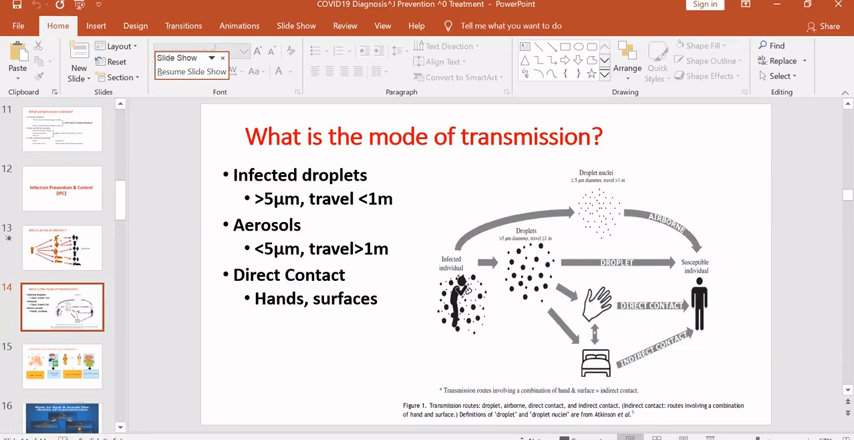 COVID19 Diagnosis^J Prevention ^0 Treatment - PowerPoint
Sign in
File Home Insert Design Transitions Animations Slide Show Review View Help Tell me what you want to do Share
Paste
New Slide
Layout
Reset
Section
Slide Show
Resume Slide Show
Aa
A
Text Direction
Align Text
Convert to SmartArt
Arrange
Quick Styles
Shape Fill
Shape Outline
Shape Effects
Find
Replace
Select
Clipboard Slides Font Paragraph Drawing Editing
11
12
Infection Prevention & Control
(IPC)
13
14
15
16
What is the mode of transmission?
• Infected droplets
• >5μm, travel <1m
• Aerosols
• <5μm, travel>1m
• Direct Contact
• Hands, surfaces
Droplet nuclei
≤ 5 μm diameter, travel >1 m
Droplets
>5μm diameter, travel ≤1 m
Infected
individual
Susceptible
individual
AIRBORNE
DROPLET
DIRECT CONTACT
INDIRECT CONTACT
* Transmission routes involving a combination of hand & surface = indirect contact.
Figure 1. Transmission routes: droplet, airborne, direct contact, and indirect contact. (Indirect contact: routes involving a combination
of hand and surface.) Definitions of "droplet" and "droplet nuclei" are from Atkinson et al.